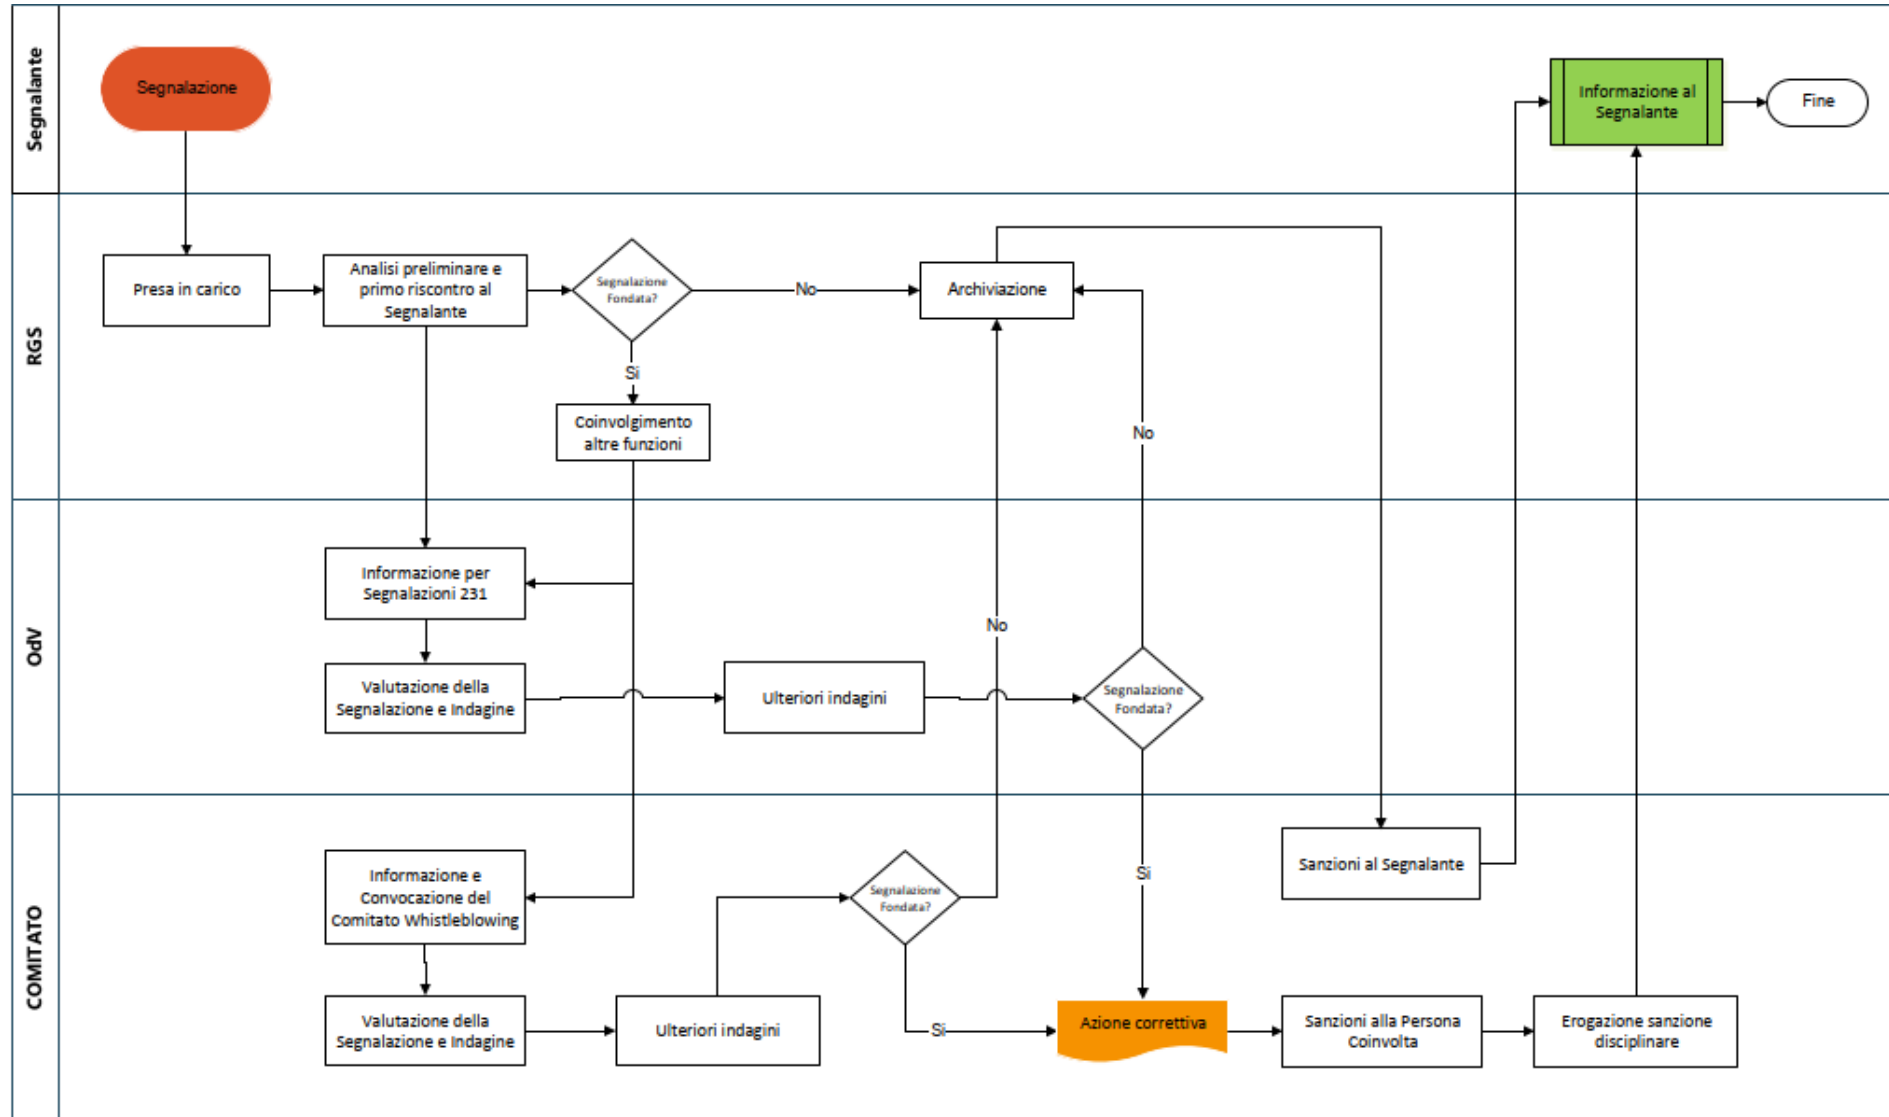 Segnalante
Segnalazione
Informazione al
Segnalante
Fine
RGS
Presa in carico
Analisi preliminare e
primo riscontro al
Segnalante
Segnalazione
Fondata?
No
Archiviazione
Si
Coinvolgimento
altre funzioni
No
OdV
Informazione per
Segnalazioni 231
No
Valutazione della
Segnalazione e Indagine
Ulteriori indagini
Segnalazione
Fondata?
COMITATO
Informazione e
Convocazione del
Comitato Whistleblowing
Segnalazione
Fondata?
Si
Sanzioni al Segnalante
Valutazione della
Segnalazione e Indagine
Ulteriori indagini
Si
Azione correttiva
Sanzioni alla Persona
Coinvolta
Erogazione sanzione
disciplinare